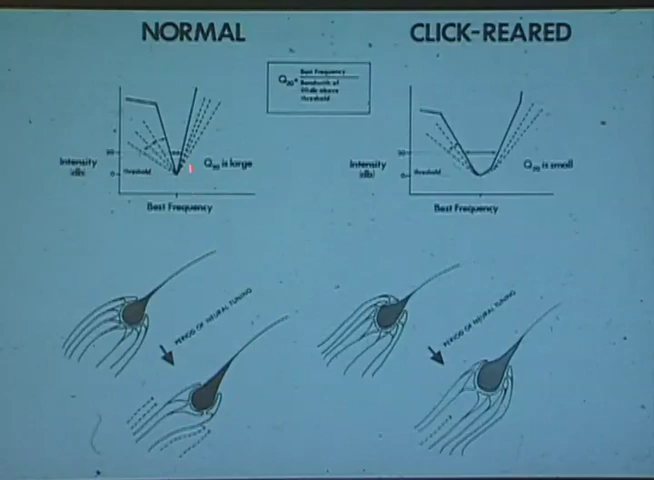 NORMAL
CLICK-REARED
Q20=
Best Frequency
Bandwidth of
20db above
threshold
Intensity
(db)
20
0
threshold
Q20 is large
Best Frequency
Intensity
(db)
20
0
threshold
Q20 is small
Best Frequency
PERIOD OF NEURAL TUNING
PERIOD OF NEURAL TUNING